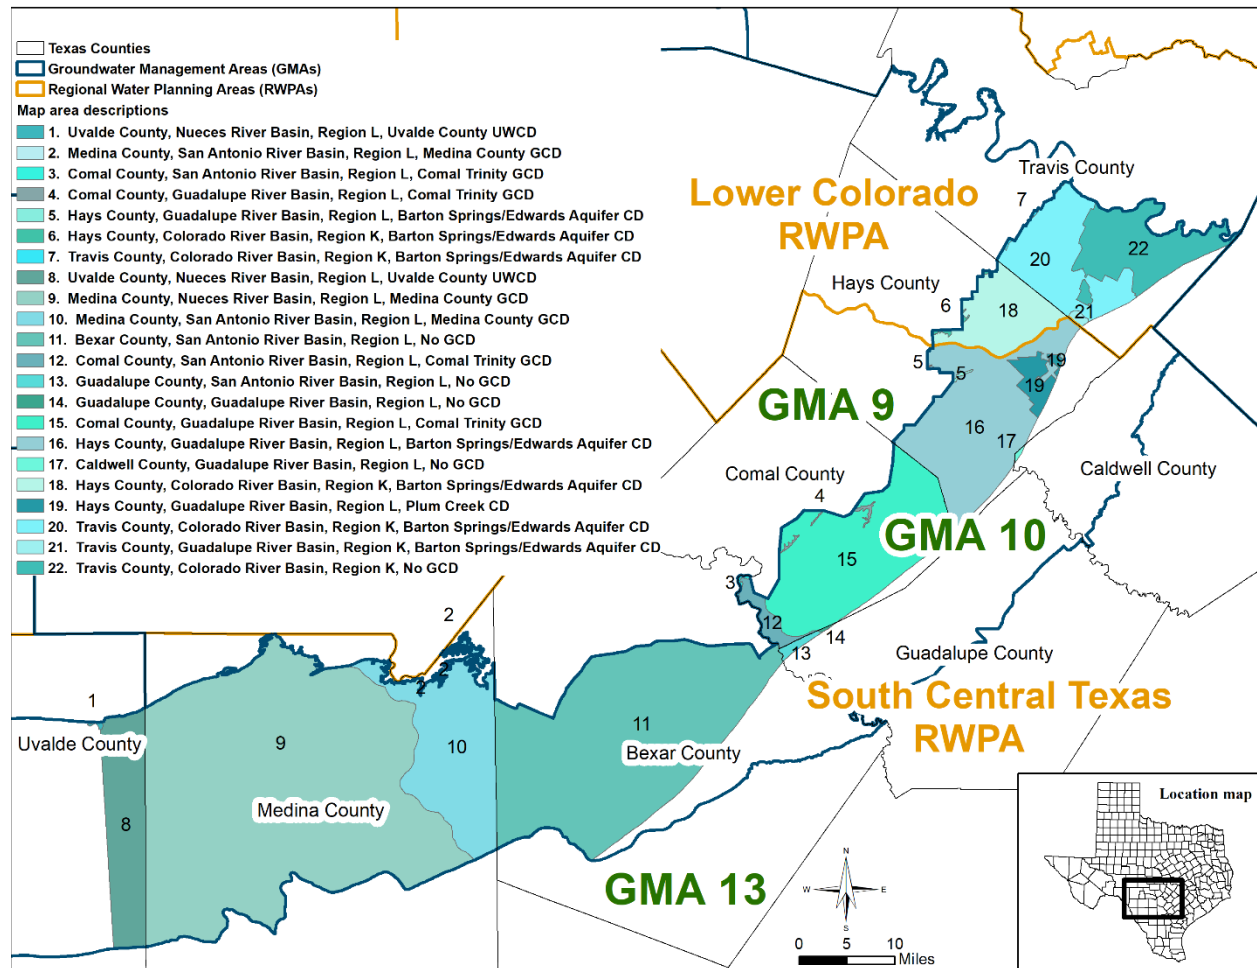 Texas Counties
Groundwater Management Areas (GMAs)
Regional Water Planning Areas (RWPAs)
Map area descriptions
1. Uvalde County, Nueces River Basin, Region L, Uvalde County UWCD
2. Medina County, San Antonio River Basin, Region L, Medina County GCD
3. Comal County, San Antonio River Basin, Region L, Comal Trinity GCD
4. Comal County, Guadalupe River Basin, Region L, Comal Trinity GCD
5. Hays County, Guadalupe River Basin, Region L, Barton Springs/Edwards Aquifer CD
6. Hays County, Colorado River Basin, Region K, Barton Springs/Edwards Aquifer CD
7. Travis County, Colorado River Basin, Region K, Barton Springs/Edwards Aquifer CD
8. Uvalde County, Nueces River Basin, Region L, Uvalde County UWCD
9. Medina County, Nueces River Basin, Region L, Medina County GCD
10. Medina County, San Antonio River Basin, Region L, Medina County GCD
11. Bexar County, San Antonio River Basin, Region L, No GCD
12. Comal County, San Antonio River Basin, Region L, Comal Trinity GCD
13. Guadalupe County, San Antonio River Basin, Region L, No GCD
14. Guadalupe County, Guadalupe River Basin, Region L, No GCD
15. Comal County, Guadalupe River Basin, Region L, Comal Trinity GCD
16. Hays County, Guadalupe River Basin, Region L, Barton Springs/Edwards Aquifer CD
17. Caldwell County, Guadalupe River Basin, Region L, No GCD
18. Hays County, Colorado River Basin, Region K, Barton Springs/Edwards Aquifer CD
19. Hays County, Guadalupe River Basin, Region L, Plum Creek CD
20. Travis County, Colorado River Basin, Region K, Barton Springs/Edwards Aquifer CD
21. Travis County, Guadalupe River Basin, Region K, Barton Springs/Edwards Aquifer CD
22. Travis County, Colorado River Basin, Region K, No GCD
Travis County
7
Lower Colorado
RWPA
22
20
Hays County
6
18
21
5
5
19
19
GMA 9
16
17
Caldwell County
Comal County
4
GMA 10
15
3
2
12
14
13
Guadalupe County
2
2
South Central Texas
RWPA
1
11
Uvalde County
9
10
Bexar County
Medina County
8
GMA 13
N
W
E
S
0
5
10
Miles
Location map